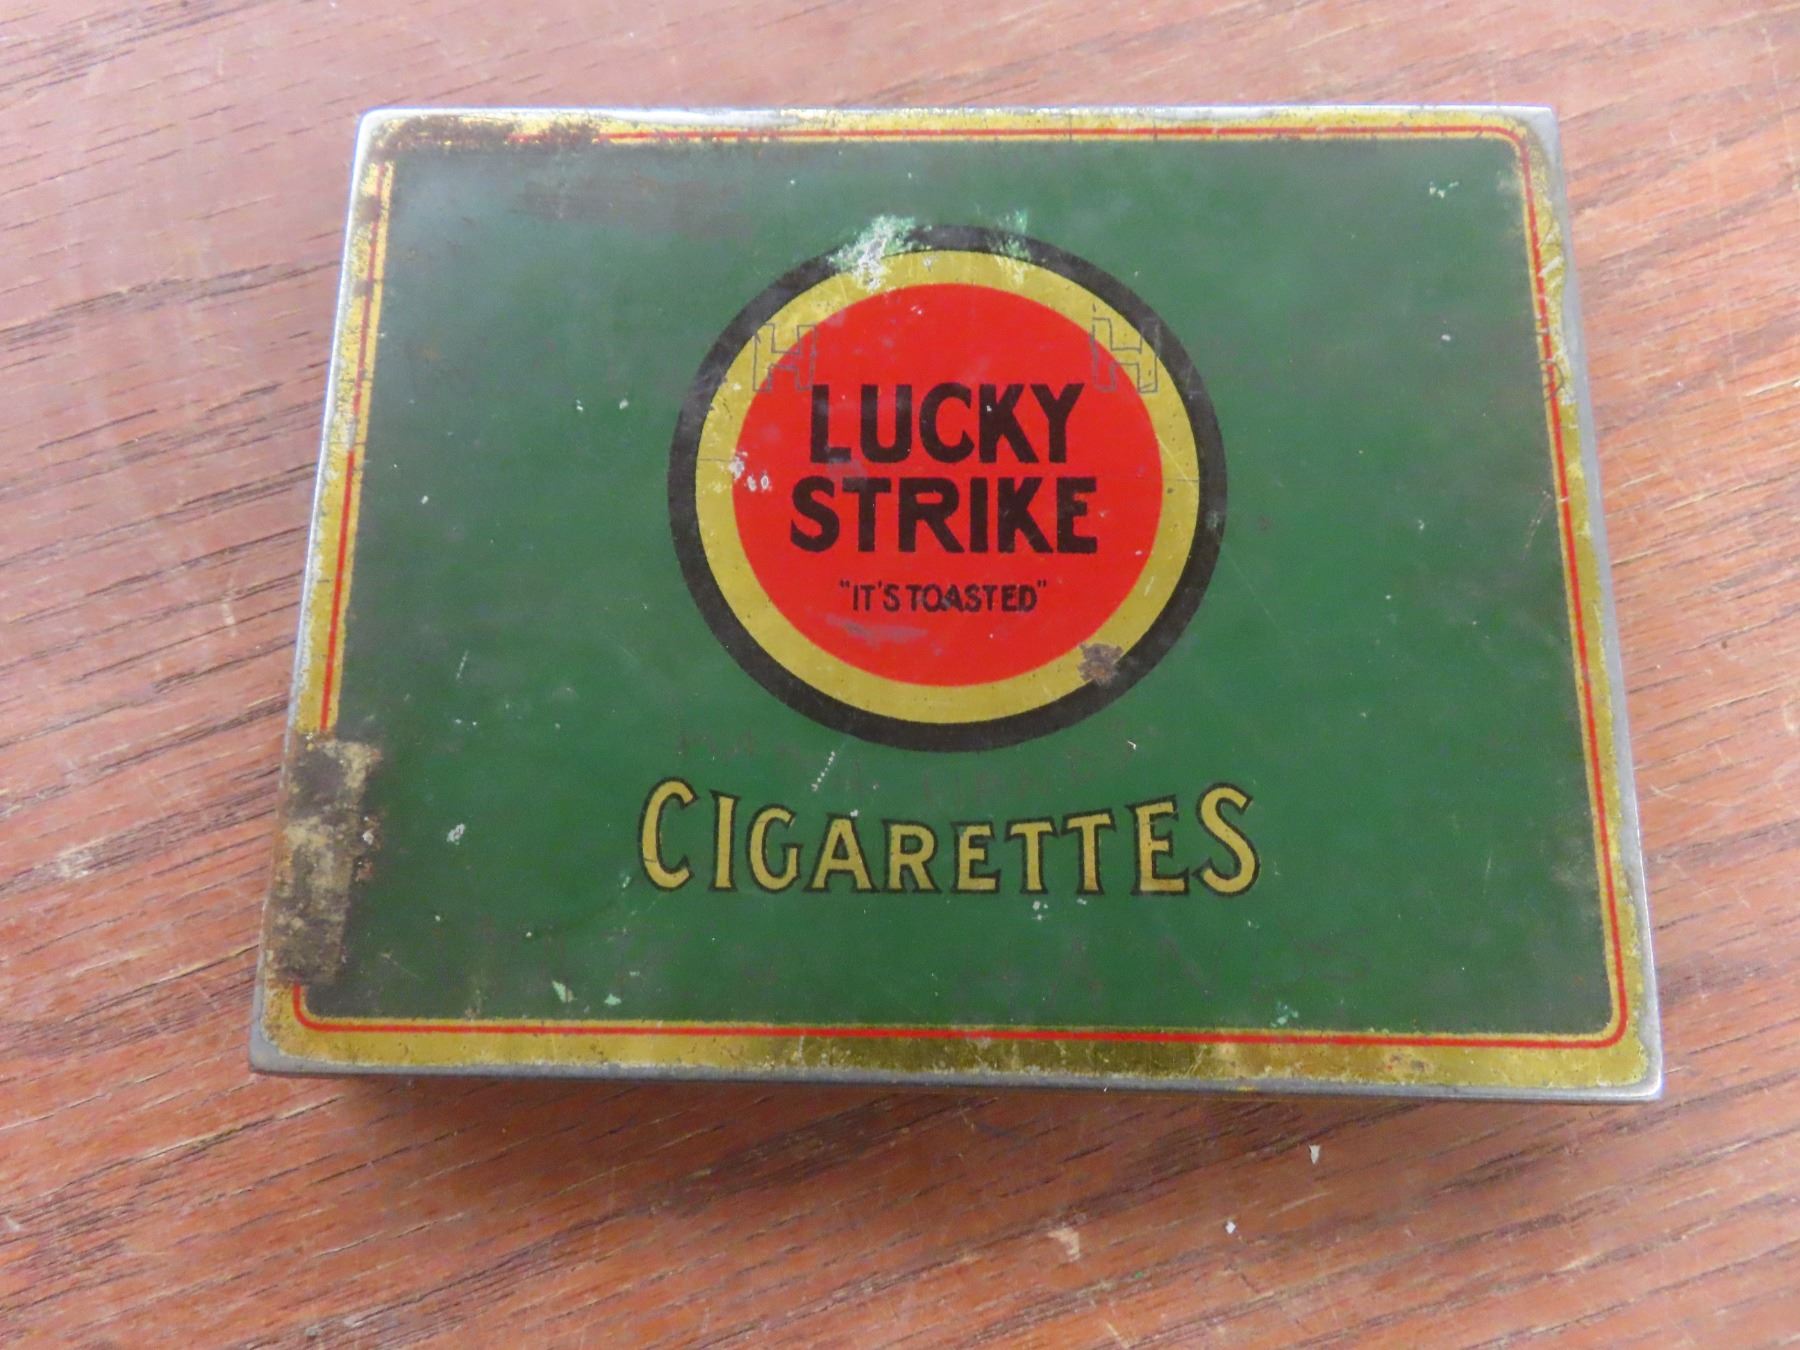 H H
LUCKY
STRIKE
"IT'S TOASTED"
CIGARETTES